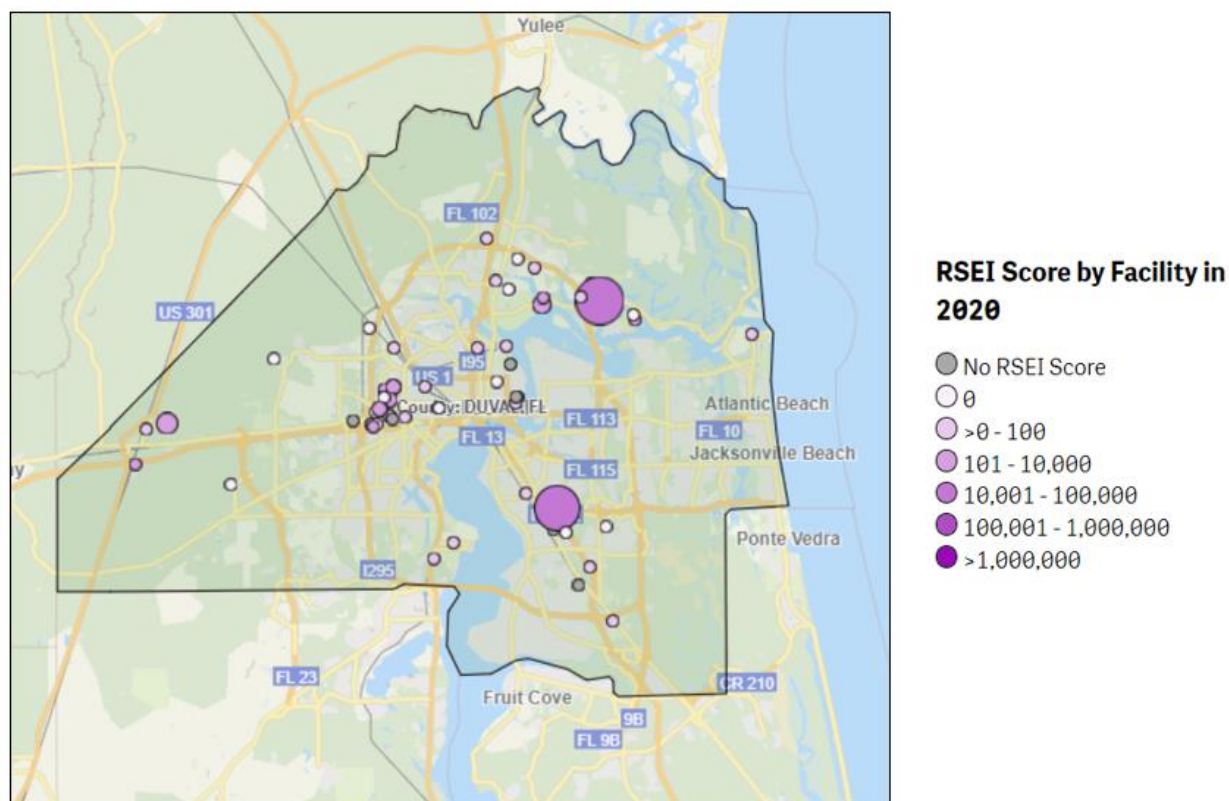 Yulee
FL 102
US 301
I95
US 1
County: DUVAL, FL
FL 113
Atlantic Beach
FL 13
FL 10
Jacksonville Beach
FL 115
Ponte Vedra
I295
FL 23
CR 210
Fruit Cove
9B
FL 9B
RSEI Score by Facility in
2020
No RSEI Score
0
>0 - 100
101 - 10,000
10,001 - 100,000
100,001 - 1,000,000
>1,000,000